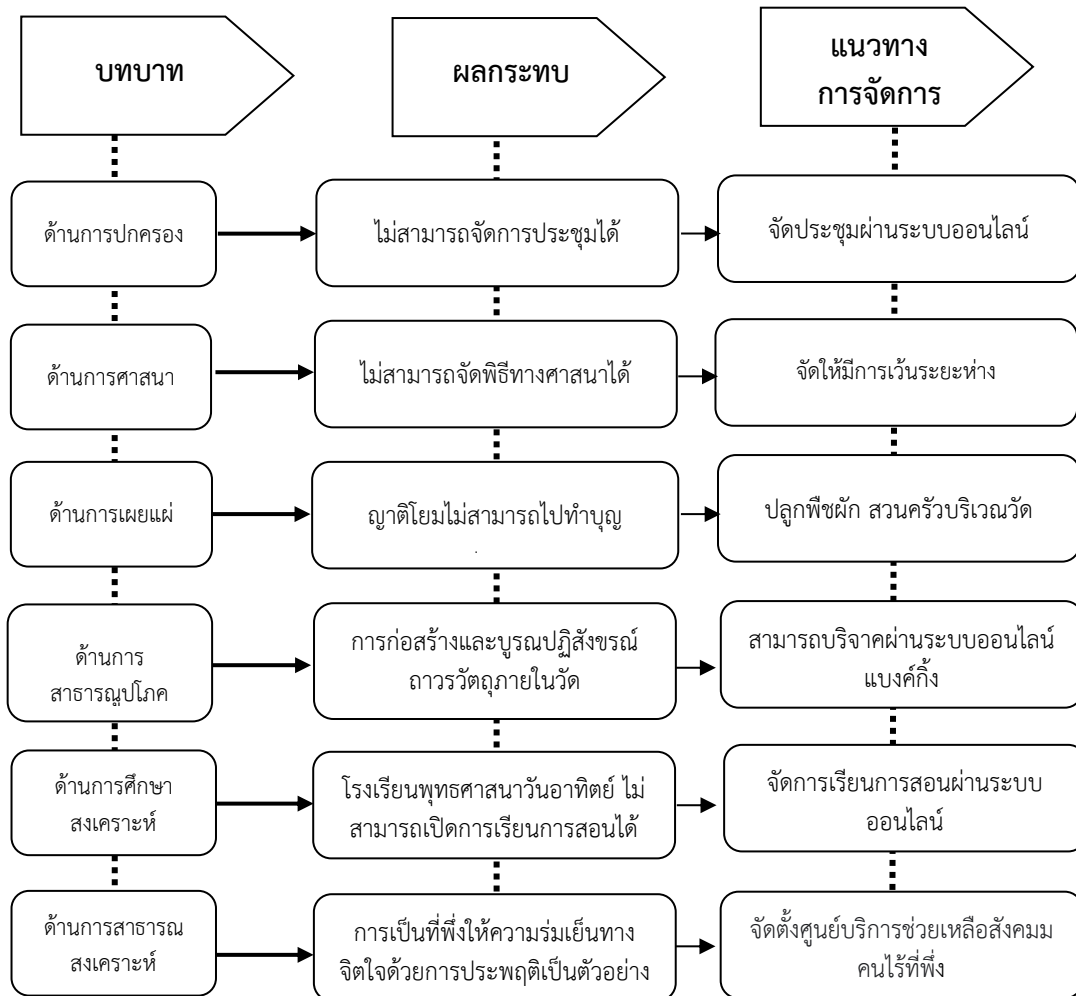 บทบาท
ผลกระทบ
แนวทาง
การจัดการ
ด้านการปกครอง
ไม่สามารถจัดการประชุมได้
จัดประชุมผ่านระบบออนไลน์
ด้านการศาสนา
ไม่สามารถจัดพิธีทางศาสนาได้
จัดให้มีการเว้นระยะห่าง
ด้านการเผยแผ่
ญาติโยมไม่สามารถไปทำบุญ
ปลูกพืชผัก สวนครัวบริเวณวัด
ด้านการ
สาธารณูปโภค
การก่อสร้างและบูรณปฏิสังขรณ์
ถาวรวัตถุภายในวัด
สามารถบริจาคผ่านระบบออนไลน์
แบงค์กิ้ง
ด้านการศึกษา
สงเคราะห์
โรงเรียนพุทธศาสนาวันอาทิตย์ ไม่
สามารถเปิดการเรียนการสอนได้
จัดการเรียนการสอนผ่านระบบ
ออนไลน์
ด้านการสาธารณ
สงเคราะห์
การเป็นที่พึ่งให้ความร่มเย็นทาง
จิตใจด้วยการประพฤติเป็นตัวอย่าง
จัดตั้งศูนย์บริการช่วยเหลือสังคมม
คนไร้ที่พึ่ง